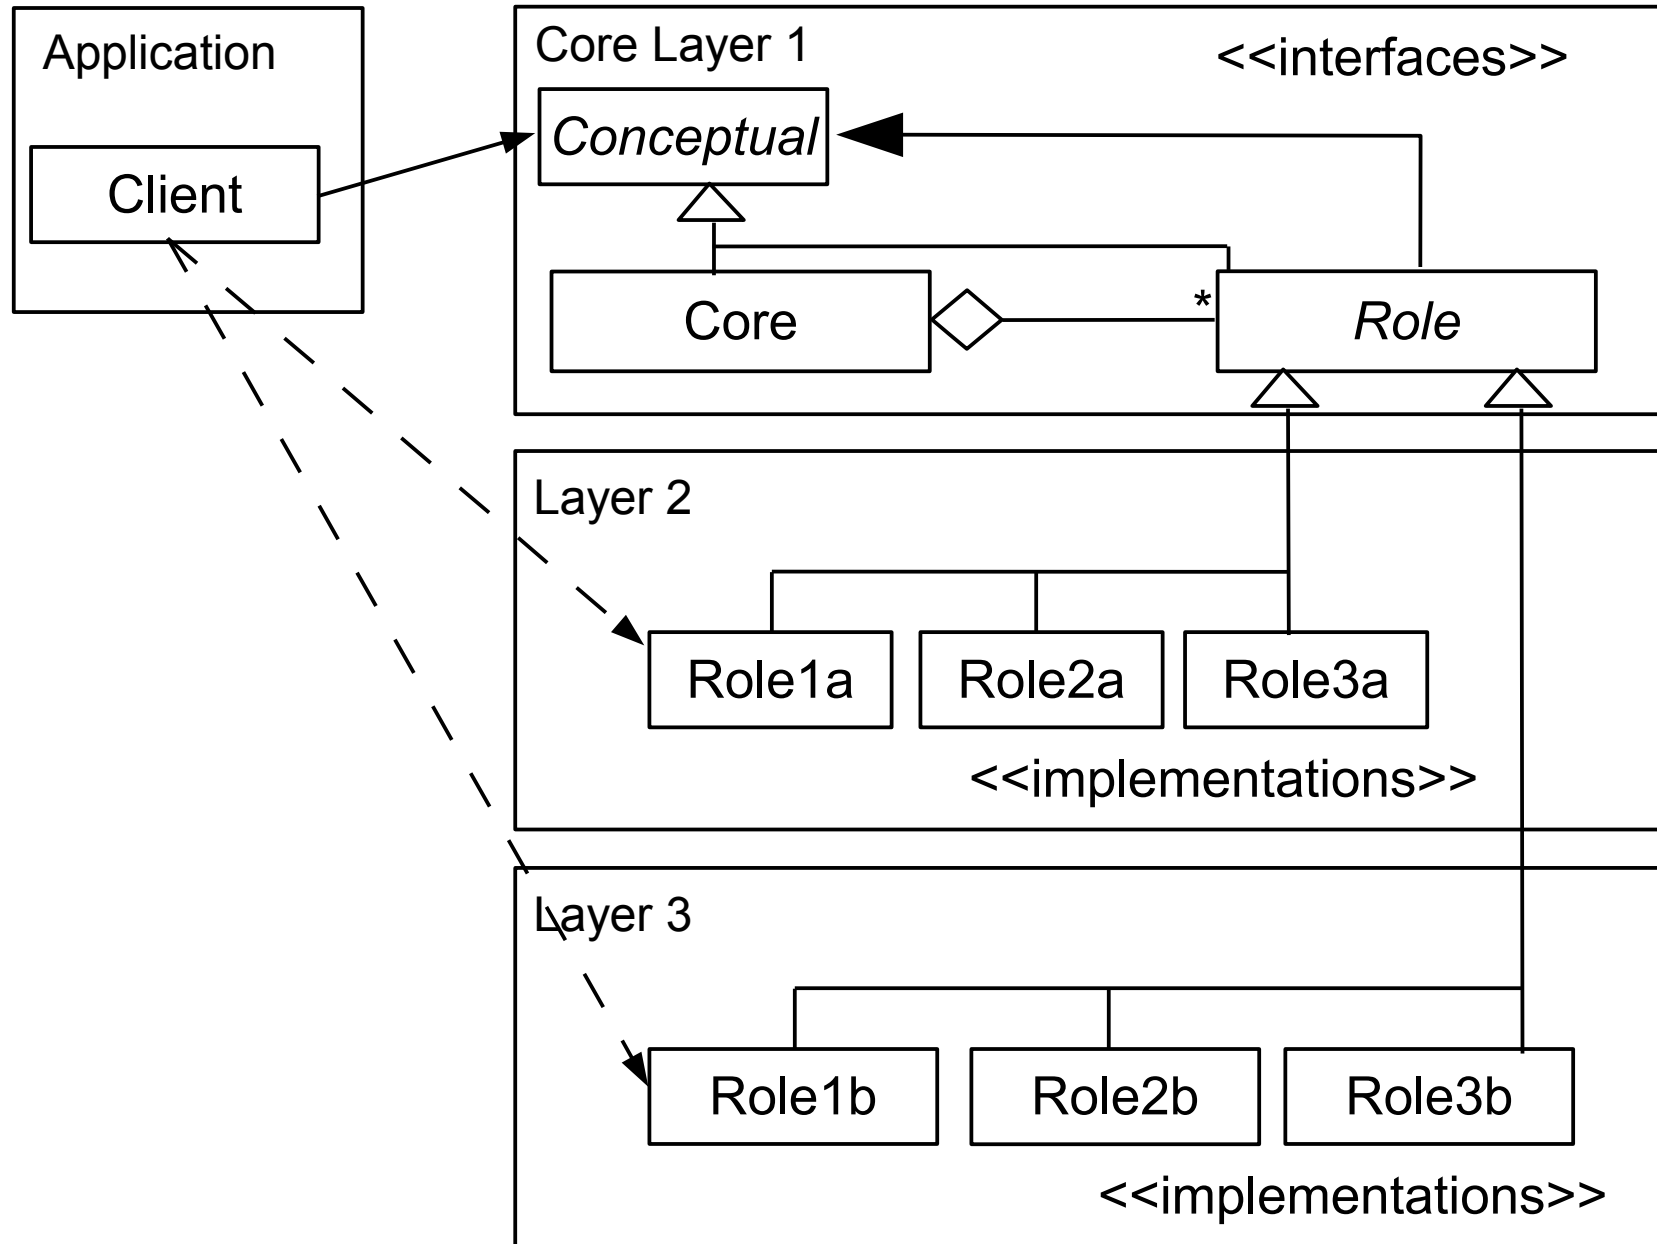 Application
Client
Core Layer 1
<<interfaces>>
Conceptual
Core
*
Role
Layer 2
Role1a
Role2a
Role3a
<<implementations>>
Layer 3
Role1b
Role2b
Role3b
<<implementations>>